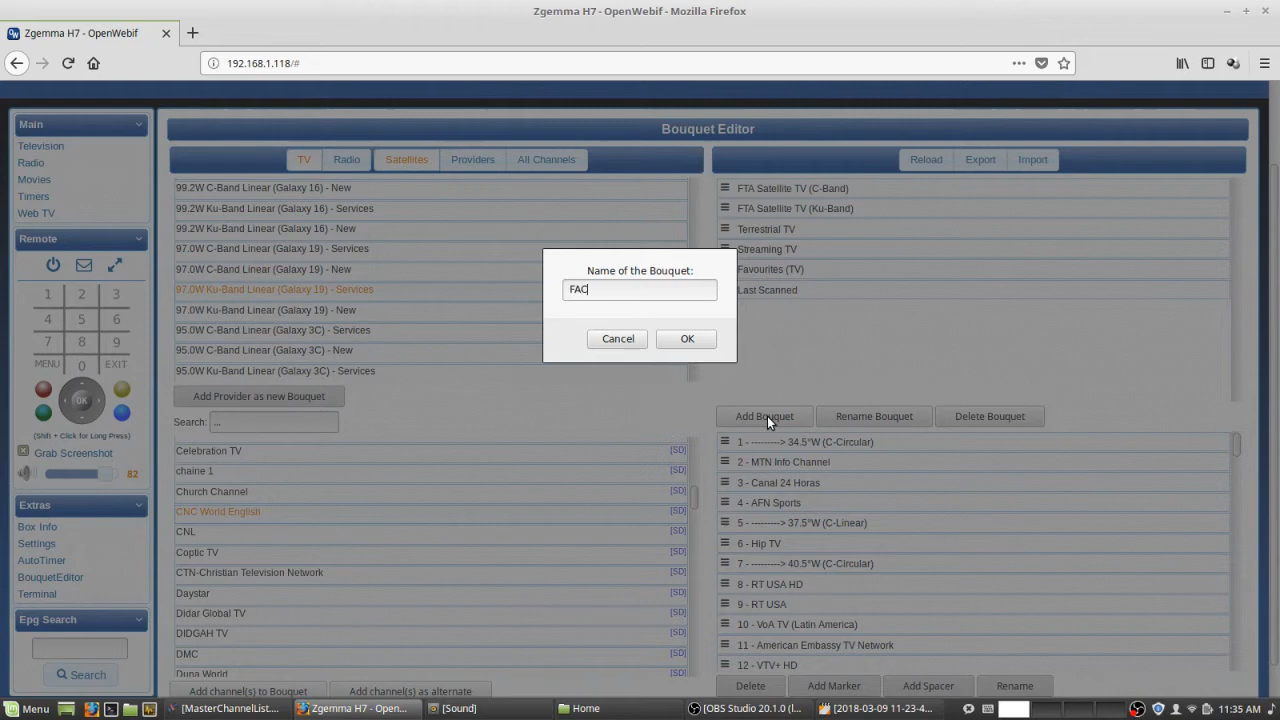 Zgemma H7 - OpenWebif - Mozilla Firefox
Zgemma H7 - OpenWebif
192.168.1.118/#
Main
Television
Radio
Movies
Timers
Web TV
Remote
1 2 3
4 5 6
7 8 9
MENU 0 EXIT
OK
(Shift + Click for Long Press)
Grab Screenshot
82
Extras
Box Info
Settings
AutoTimer
BouquetEditor
Terminal
Epg Search
Search
Bouquet Editor
TV Radio Satellites Providers All Channels
99.2W C-Band Linear (Galaxy 16) - New
99.2W Ku-Band Linear (Galaxy 16) - Services
99.2W Ku-Band Linear (Galaxy 16) - New
97.0W C-Band Linear (Galaxy 19) - Services
97.0W C-Band Linear (Galaxy 19) - New
97.0W Ku-Band Linear (Galaxy 19) - Services
97.0W Ku-Band Linear (Galaxy 19) - New
95.0W C-Band Linear (Galaxy 3C) - Services
95.0W C-Band Linear (Galaxy 3C) - New
95.0W Ku-Band Linear (Galaxy 3C) - Services
Add Provider as new Bouquet
Search: ...
Celebration TV [SD]
chaine 1 [SD]
Church Channel [SD]
CNC World English [SD]
CNL [SD]
Coptic TV [SD]
CTN-Christian Television Network [SD]
Daystar [SD]
Didar Global TV [SD]
DIDGAH TV [SD]
DMC [SD]
Duna World [SD]
Add channel(s) to Bouquet Add channel(s) as alternate
Reload Export Import
FTA Satellite TV (C-Band)
FTA Satellite TV (Ku-Band)
Terrestrial TV
Streaming TV
Favourites (TV)
Last Scanned
Add Bouquet Rename Bouquet Delete Bouquet
1 - ---------> 34.5°W (C-Circular)
2 - MTN Info Channel
3 - Canal 24 Horas
4 - AFN Sports
5 - ---------> 37.5°W (C-Linear)
6 - Hip TV
7 - ---------> 40.5°W (C-Circular)
8 - RT USA HD
9 - RT USA
10 - VoA TV (Latin America)
11 - American Embassy TV Network
12 - VTV+ HD
Delete Add Marker Add Spacer Rename
Name of the Bouquet:
FAC
Cancel OK
Menu [MasterChannelList.... Zgemma H7 - OpenWe... [Sound] Home [OBS Studio 20.1.0 (l... [2018-03-09 11-23-4... 11:35 AM